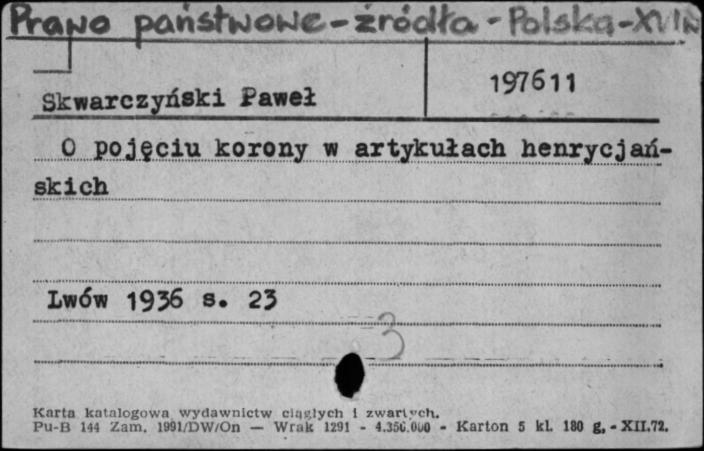 Prawo państwowe - źródła - Polska - XVIw
Skwarczyński Paweł
197611
O pojęciu korony w artykułach henrycjań-
skich
Lwów 1936 s. 23
3
Karta katalogowa wydawnictw ciągłych i zwartych.
Pu-B 144 Zam. 1991/DW/On — Wrak 1291 - 4.350.000 - Karton 5 kl. 180 g. - XII.72.